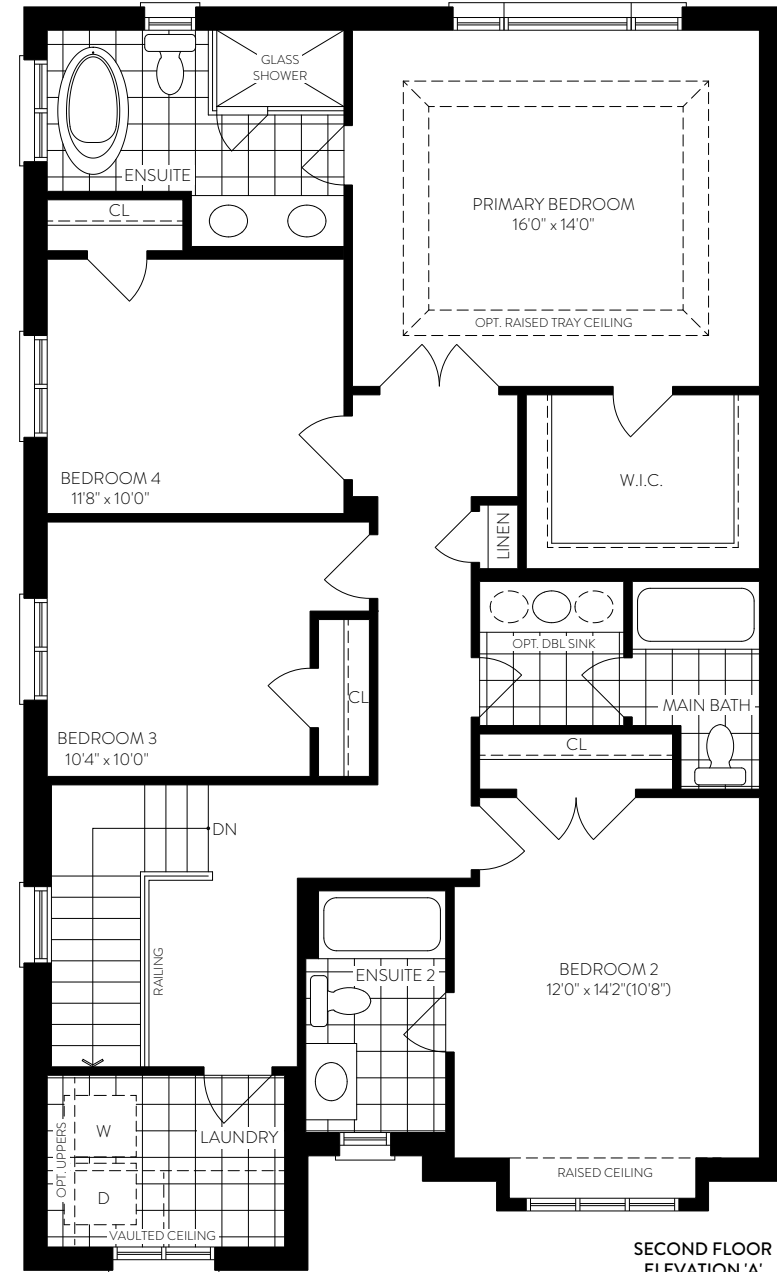 GLASS
SHOWER
ENSUITE
CL
PRIMARY BEDROOM
16'0" x 14'0"
OPT. RAISED TRAY CEILING
BEDROOM 4
11'8" x 10'0"
W.I.C.
LINEN
OPT. DBL SINK
MAIN BATH
CL
BEDROOM 3
10'4" x 10'0"
CL
DN
RAILING
ENSUITE 2
BEDROOM 2
12'0" x 14'2"(10'8")
OPT. UPPERS
W
LAUNDRY
D
VAULTED CEILING
RAISED CEILING
SECOND FLOOR
ELEVATION 'A'